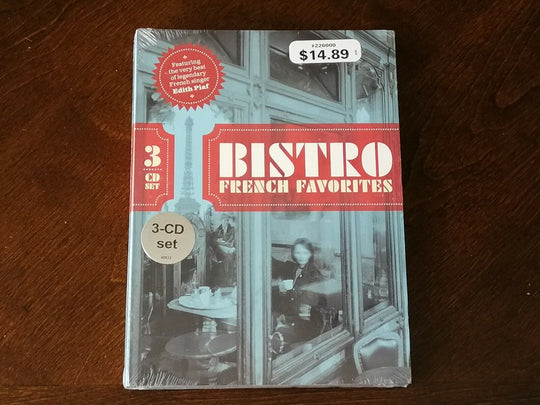 #226600
$14.89
Featuring
the very best
of legendary
French singer
Edith Piaf
3
CD
SET
BISTRO
FRENCH FAVORITES
3-CD
set